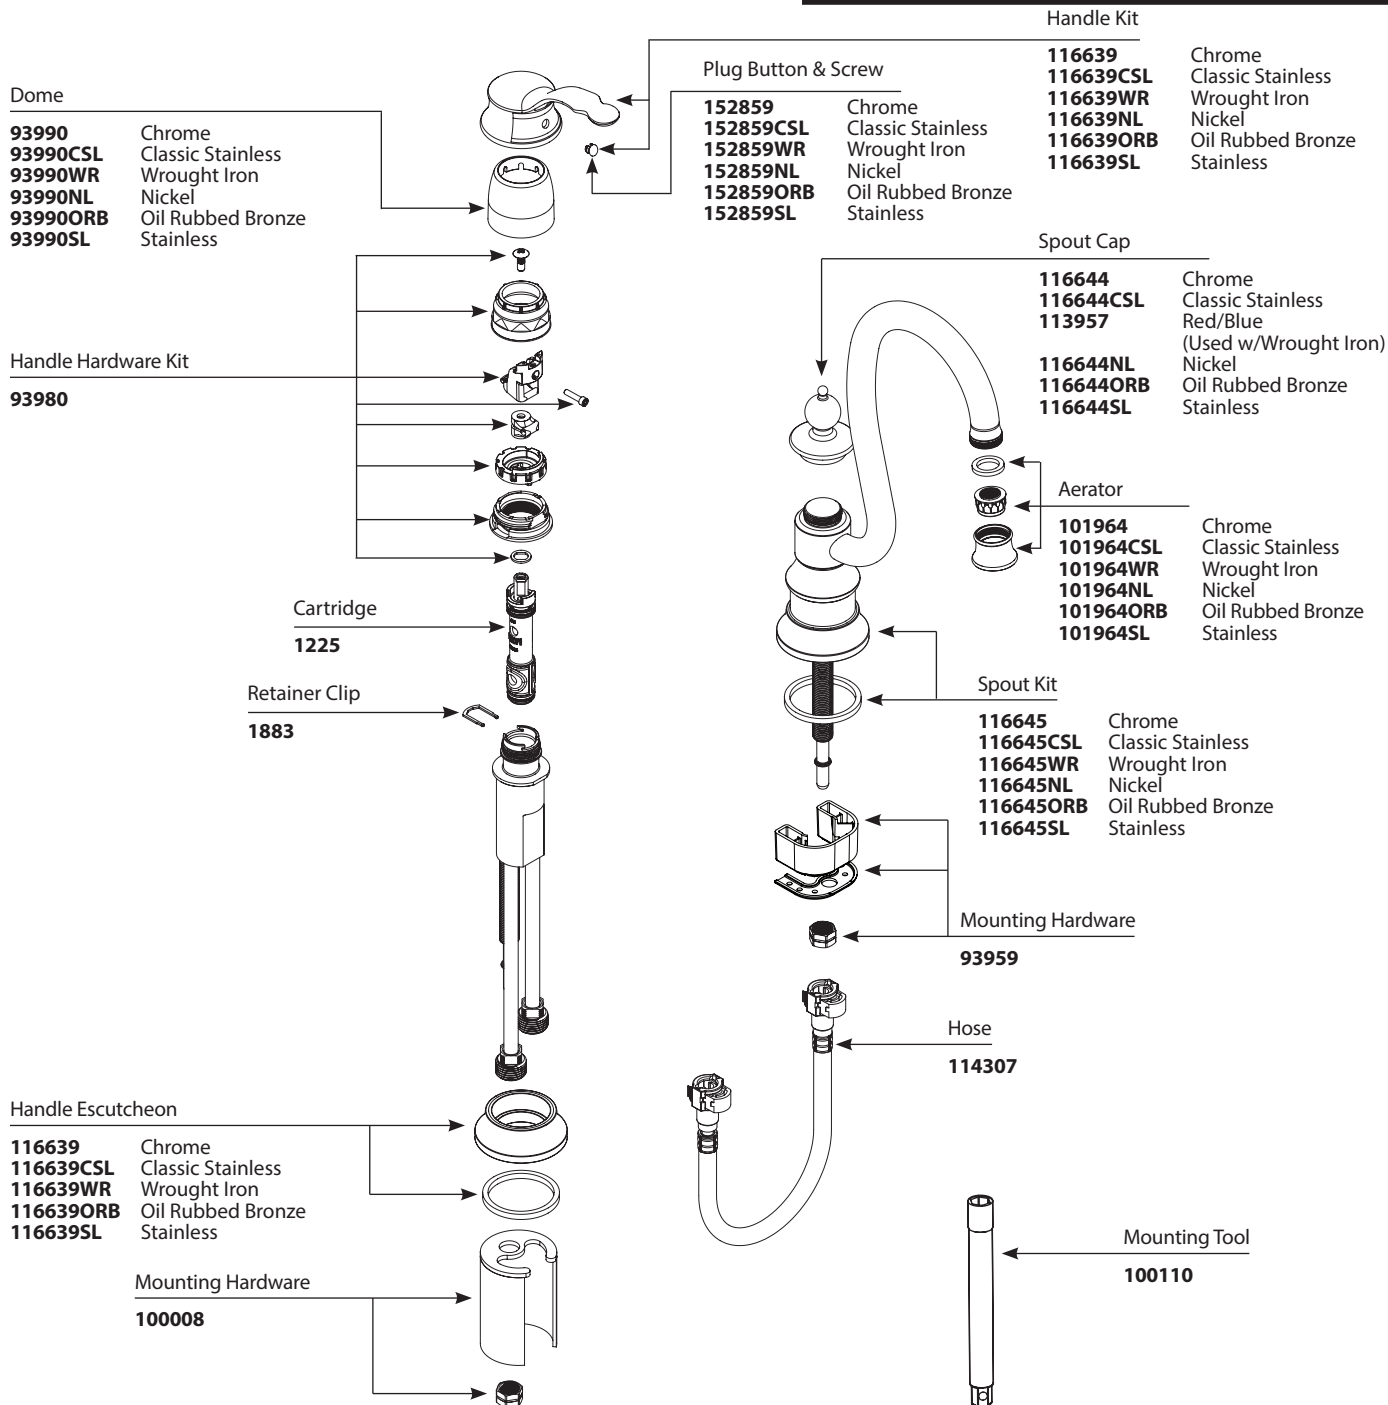 Handle Kit
116639 Chrome
116639CSL Classic Stainless
116639WR Wrought Iron
116639NL Nickel
116639ORB Oil Rubbed Bronze
116639SL Stainless
Plug Button & Screw
152859 Chrome
152859CSL Classic Stainless
152859WR Wrought Iron
152859NL Nickel
152859ORB Oil Rubbed Bronze
152859SL Stainless
Dome
93990 Chrome
93990CSL Classic Stainless
93990WR Wrought Iron
93990NL Nickel
93990ORB Oil Rubbed Bronze
93990SL Stainless
Spout Cap
116644 Chrome
116644CSL Classic Stainless
113957 Red/Blue
(Used w/Wrought Iron)
116644NL Nickel
116644ORB Oil Rubbed Bronze
116644SL Stainless
Handle Hardware Kit
93980
Aerator
101964 Chrome
101964CSL Classic Stainless
101964WR Wrought Iron
101964NL Nickel
101964ORB Oil Rubbed Bronze
101964SL Stainless
Cartridge
1225
Retainer Clip
1883
Spout Kit
116645 Chrome
116645CSL Classic Stainless
116645WR Wrought Iron
116645NL Nickel
116645ORB Oil Rubbed Bronze
116645SL Stainless
Mounting Hardware
93959
Hose
114307
Handle Escutcheon
116639 Chrome
116639CSL Classic Stainless
116639WR Wrought Iron
116639ORB Oil Rubbed Bronze
116639SL Stainless
Mounting Hardware
100008
Mounting Tool
100110